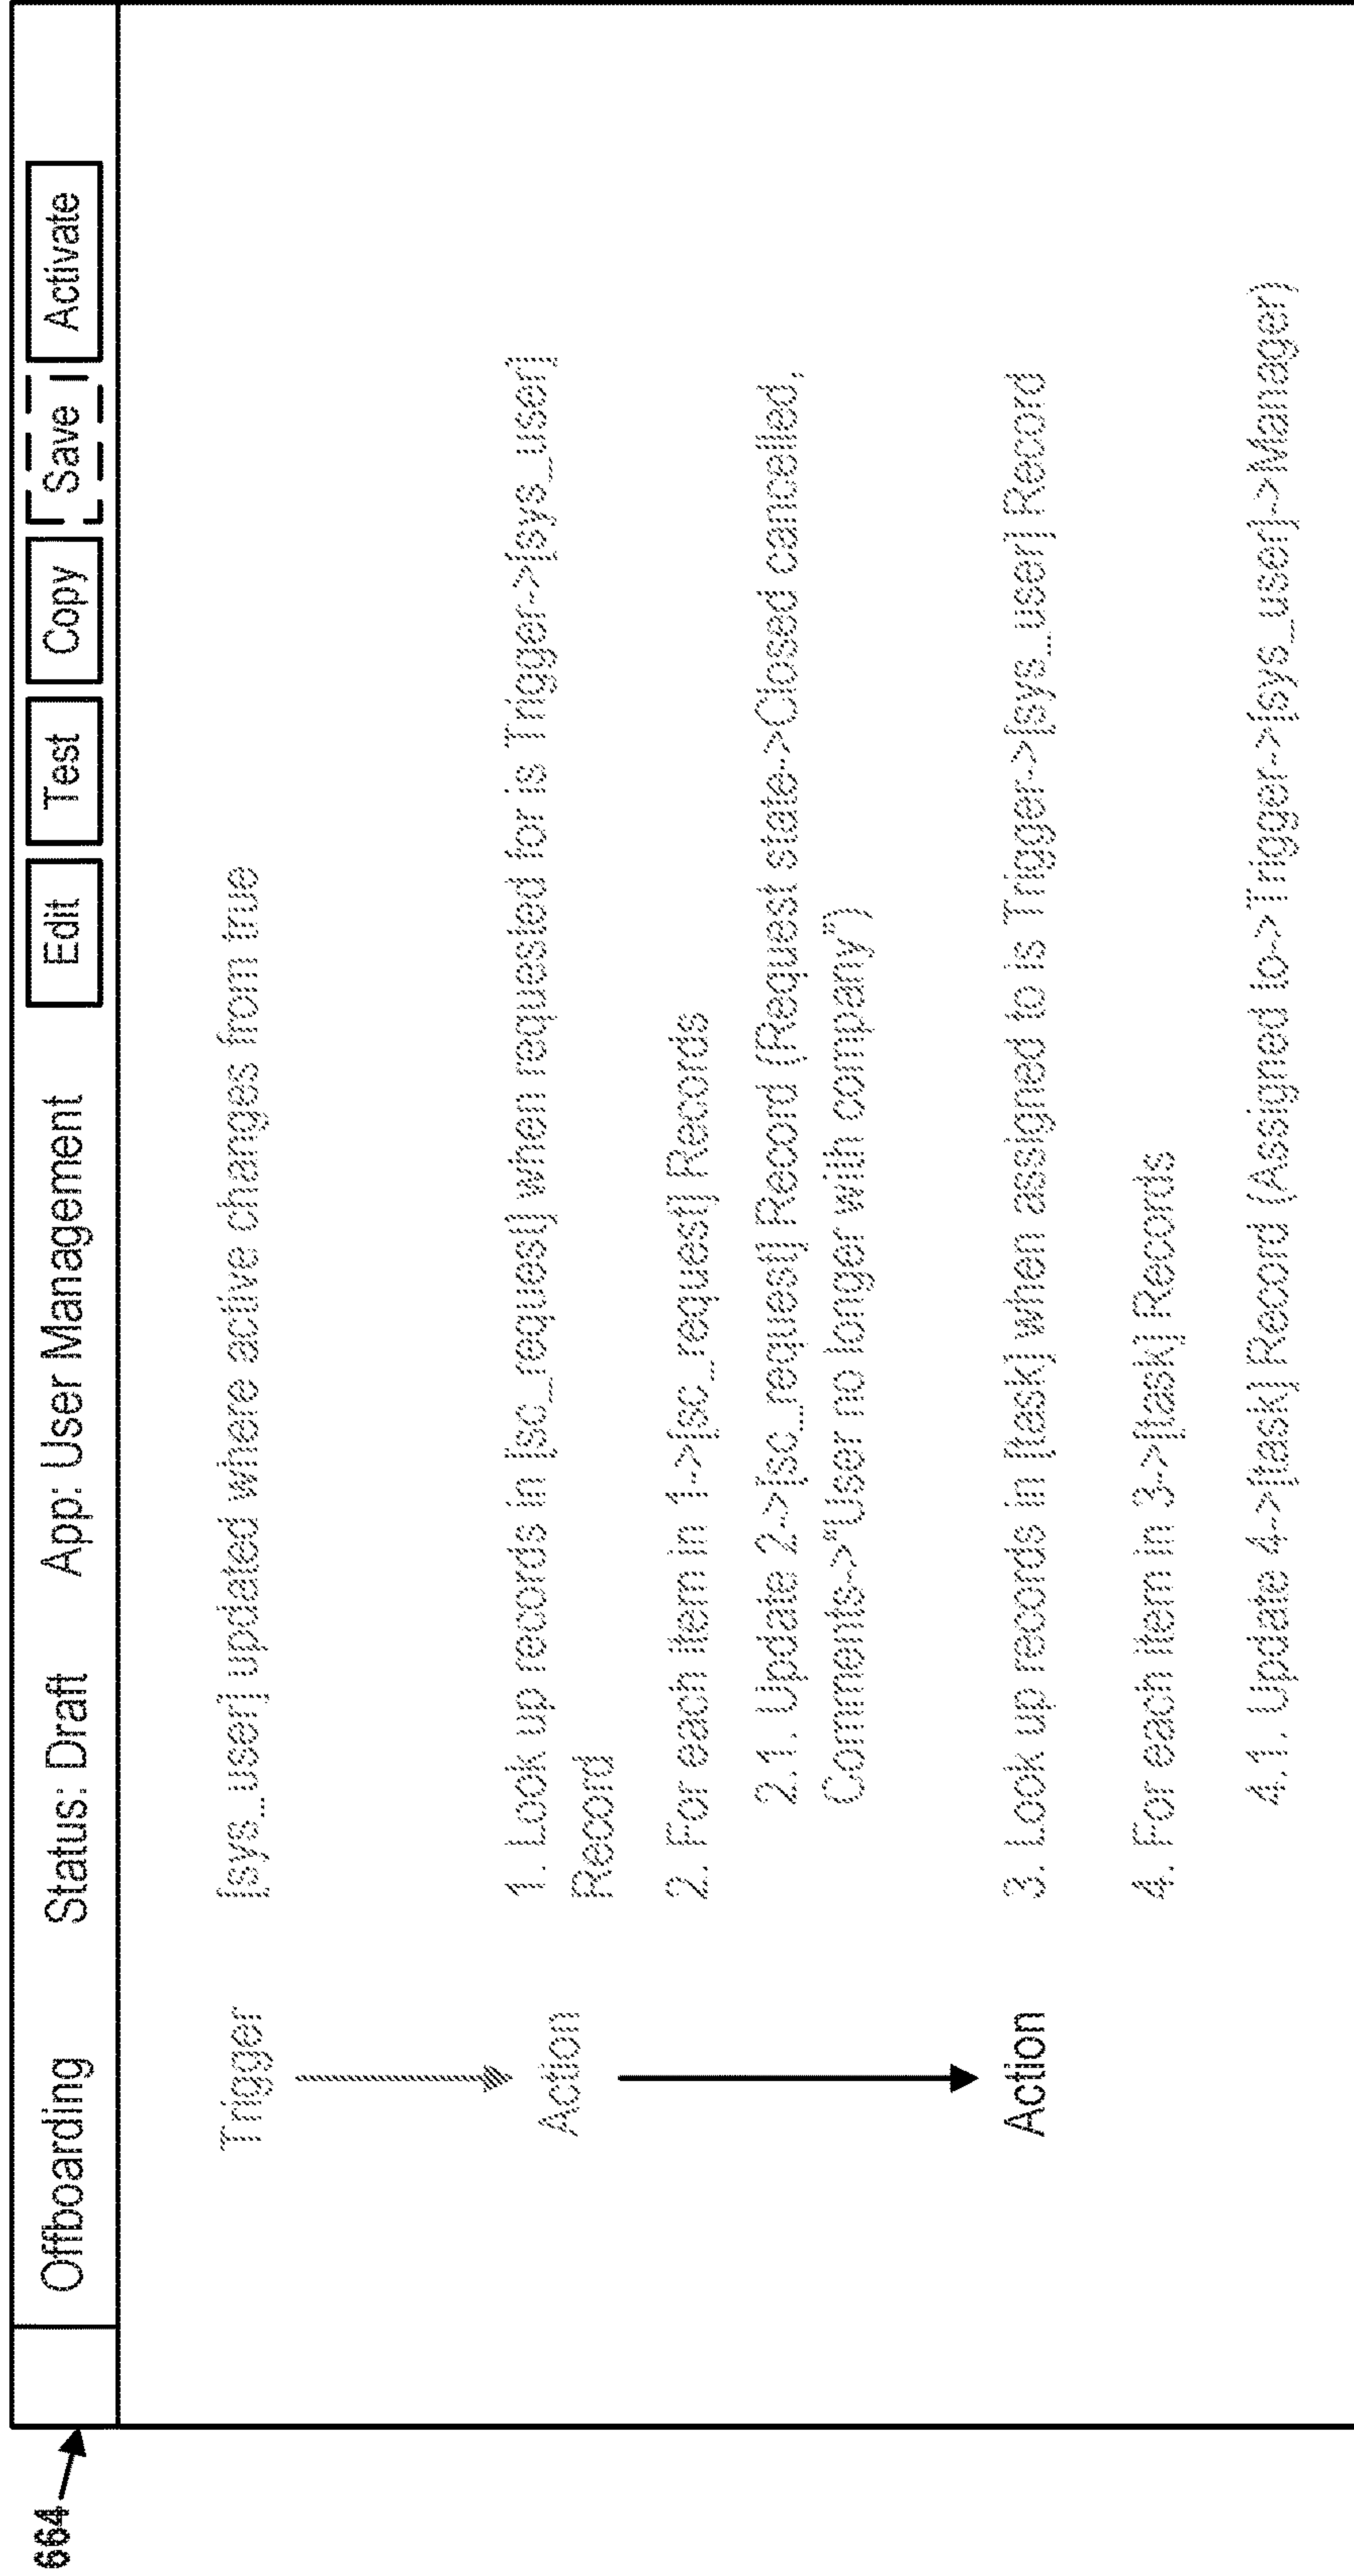 664
Offboarding Status: Draft App: User Management Edit Test Copy Save Activate
Trigger [sys_user] updated where active changes from true
Action 1. Look up records in [sc_request] when requested for is Trigger->[sys_user]
Record
2. For each item in 1->[sc_request] Records
2.1. Update 2->[sc_request] Record (Request state->Closed cancelled,
Comments->"User no longer with company")
Action 3. Look up records in [task] when assigned to is Trigger->[sys_user] Record
4. For each item in 3->[task] Records
4.1. Update 4->[task] Record (Assigned to->Trigger->[sys_user]->Manager)